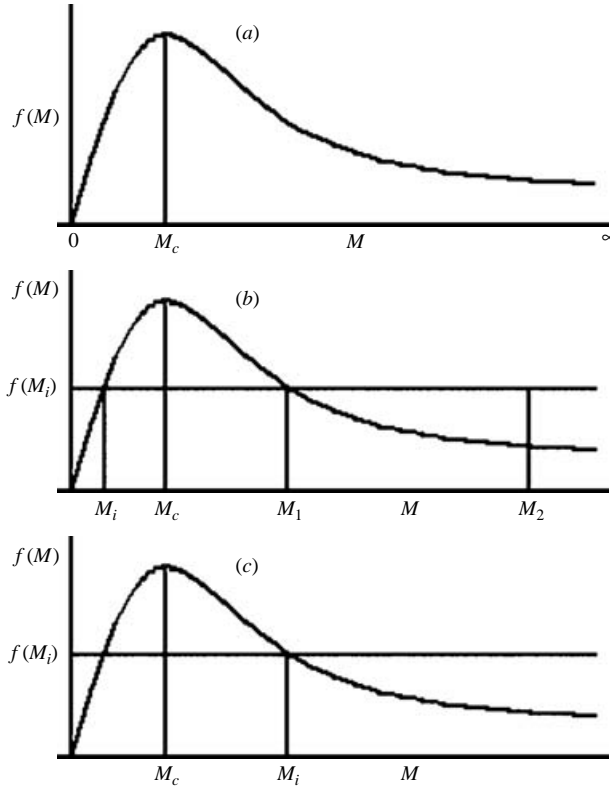 (a)
f(M)
0 M_c M ∞
f(M) (b)
f(M_i)
M_i M_c M_1 M M_2
f(M) (c)
f(M_i)
M_c M_i M